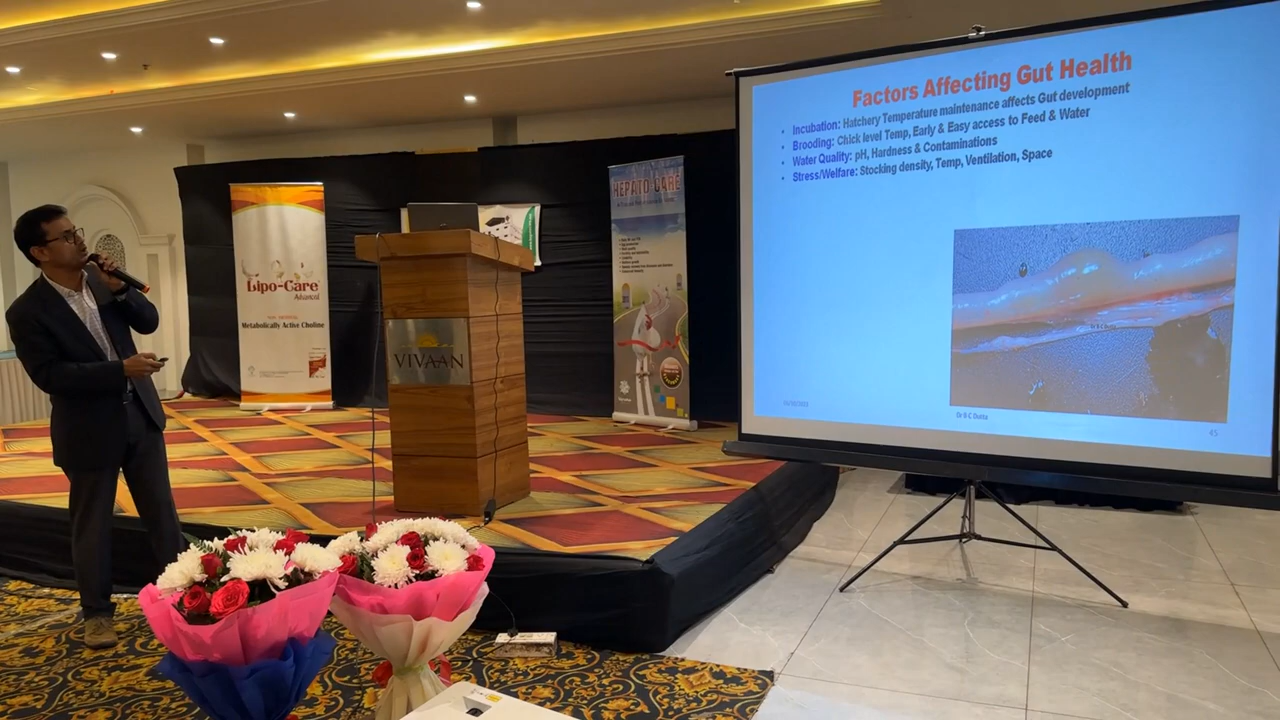 Factors Affecting Gut Health
• Incubation: Hatchery Temperature maintenance affects Gut development
• Brooding: Chick level Temp, Early & Easy access to Feed & Water
• Water Quality: pH, Hardness & Contaminations
• Stress/Welfare: Stocking density, Temp, Ventilation, Space
Dr B C Dutta
45
Lipo-Care
Advanced
Metabolically Active Choline
VIVAAN
HEPATO-CARE